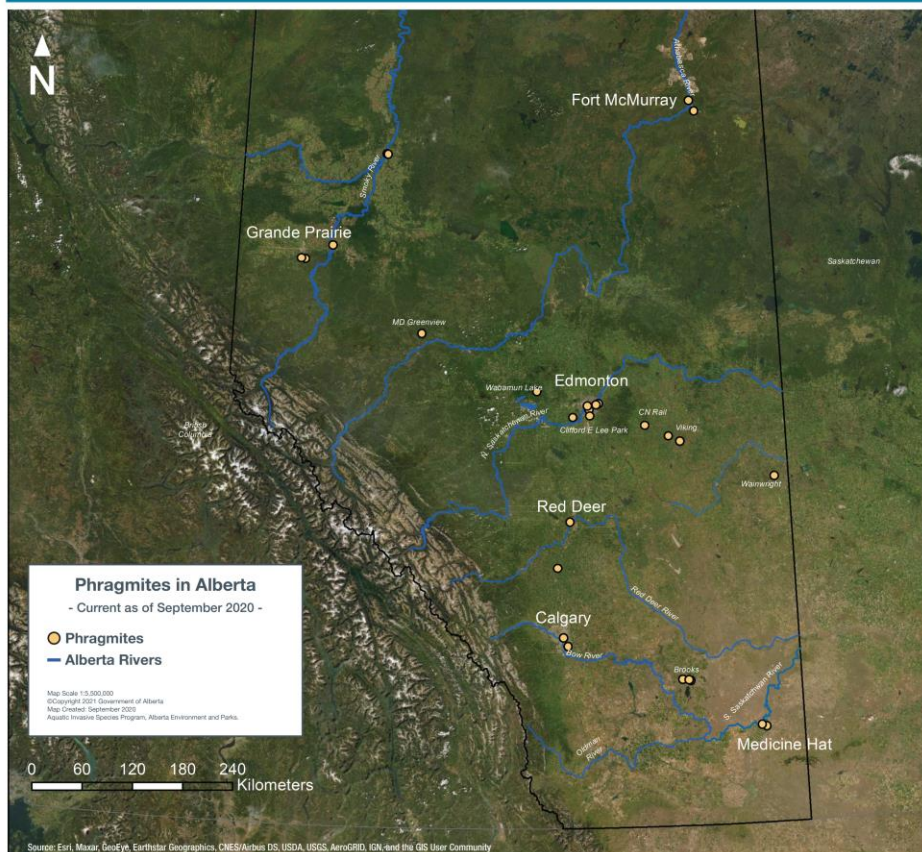 N
Athabasca River
Fort McMurray
Smoky River
Grande Prairie
Saskatchewan
MD Greenview
Wabamun Lake
Edmonton
N. Saskatchewan River
Clifford E Lee Park
CN Rail
Viking
British
Columbia
Wainwright
Red Deer
Red Deer River
Calgary
Bow River
Brooks
S. Saskatchwan River
Oldman
River
Medicine Hat
Phragmites in Alberta
- Current as of September 2020 -
Phragmites
Alberta Rivers
Map Scale 1:5,500,000
©Copyright 2021 Government of Alberta
Map Created: September 2020
Aquatic Invasive Species Program, Alberta Environment and Parks.
0 60 120 180 240
Kilometers
Source: Esri, Maxar, GeoEye, Earthstar Geographics, CNES/Airbus DS, USDA, USGS, AeroGRID, IGN, and the GIS User Community